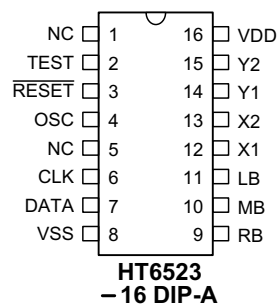 NC 1 16 VDD
TEST 2 15 Y2
RESET 3 14 Y1
OSC 4 13 X2
NC 5 12 X1
CLK 6 11 LB
DATA 7 10 MB
VSS 8 9 RB
HT6523
– 16 DIP-A